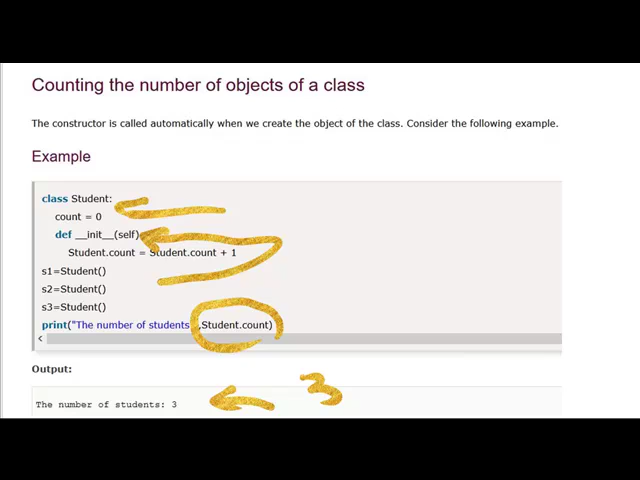 Counting the number of objects of a class
The constructor is called automatically when we create the object of the class. Consider the following example.
Example
class Student:
count = 0
def __init__(self)
Student.count = Student.count + 1
s1=Student()
s2=Student()
s3=Student()
print("The number of students ,Student.count)
Output:
The number of students: 3
3